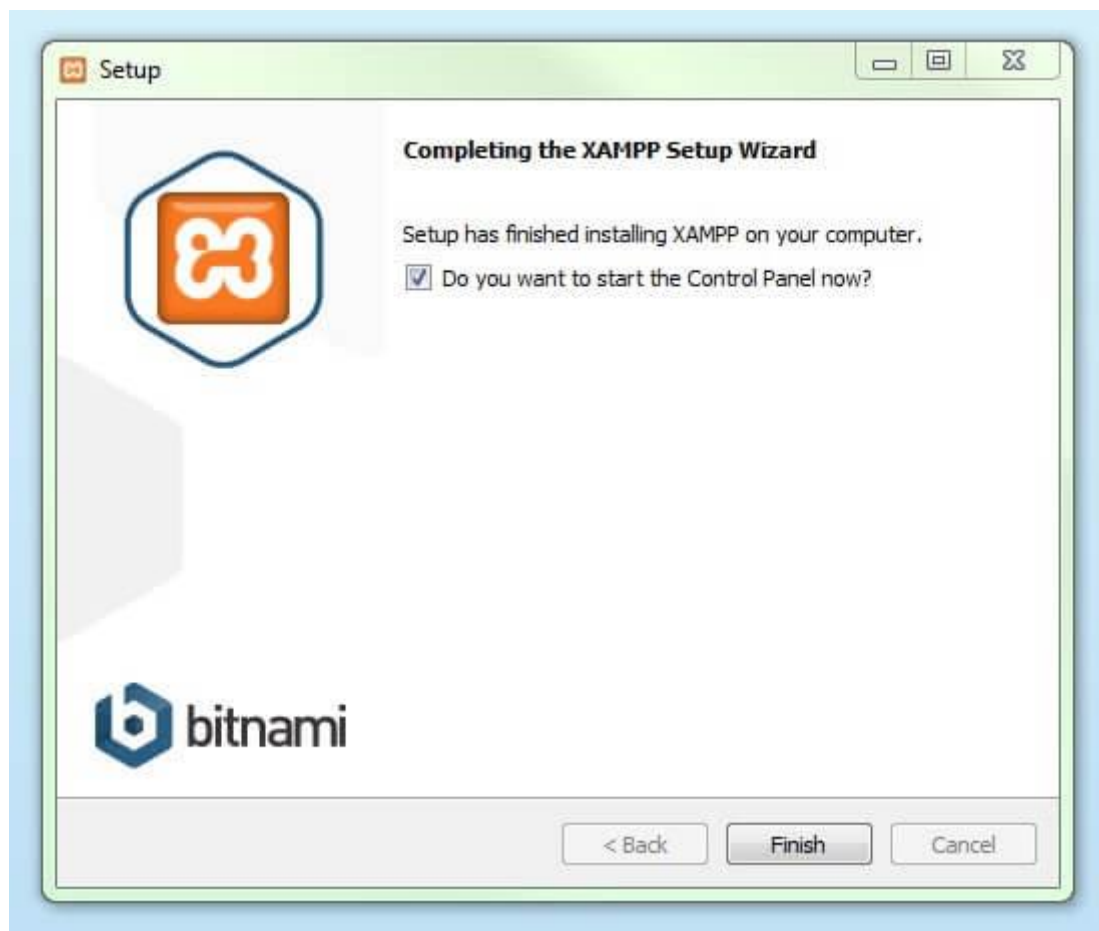 Setup
Completing the XAMPP Setup Wizard
Setup has finished installing XAMPP on your computer.
Do you want to start the Control Panel now?
bitnami
< Back Finish Cancel